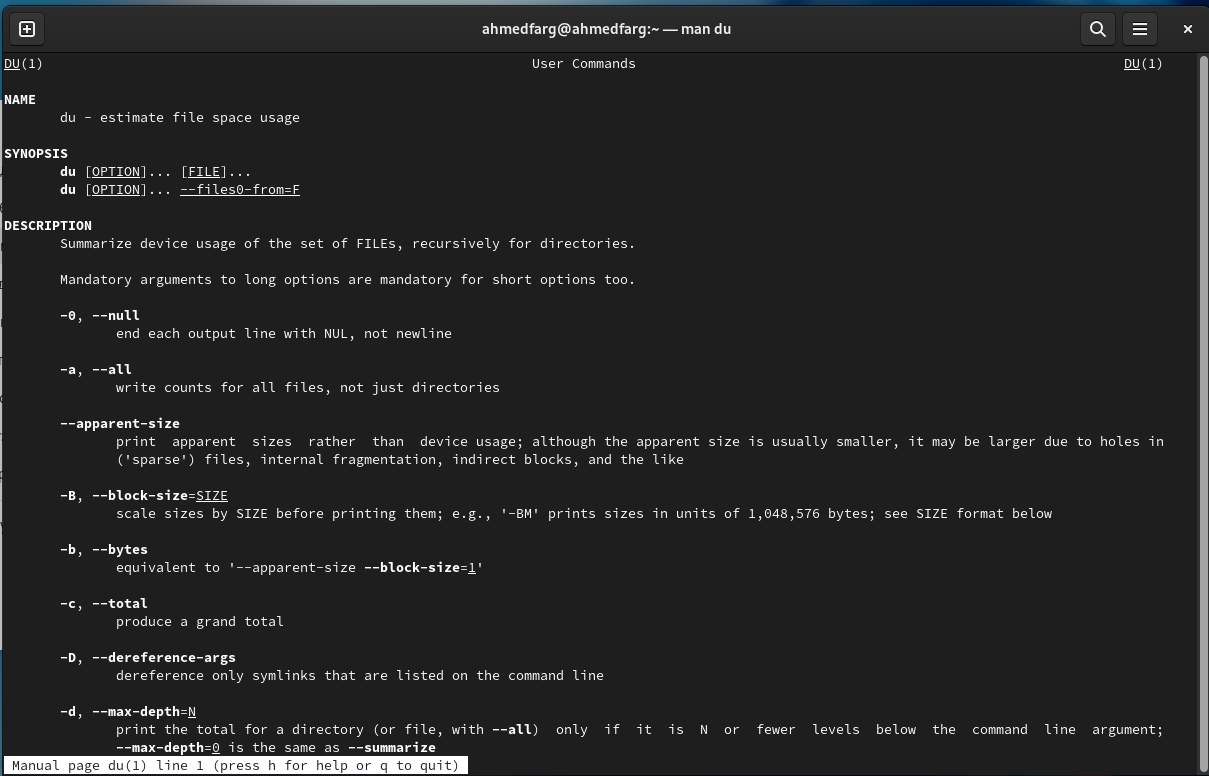 ahmedfarg@ahmedfarg:~ — man du
DU(1) User Commands DU(1)
NAME
du - estimate file space usage
SYNOPSIS
du [OPTION]... [FILE]...
du [OPTION]... --files0-from=F
DESCRIPTION
Summarize device usage of the set of FILEs, recursively for directories.
Mandatory arguments to long options are mandatory for short options too.
-0, --null
end each output line with NUL, not newline
-a, --all
write counts for all files, not just directories
--apparent-size
print apparent sizes rather than device usage; although the apparent size is usually smaller, it may be larger due to holes in
('sparse') files, internal fragmentation, indirect blocks, and the like
-B, --block-size=SIZE
scale sizes by SIZE before printing them; e.g., '-BM' prints sizes in units of 1,048,576 bytes; see SIZE format below
-b, --bytes
equivalent to '--apparent-size --block-size=1'
-c, --total
produce a grand total
-D, --dereference-args
dereference only symlinks that are listed on the command line
-d, --max-depth=N
print the total for a directory (or file, with --all) only if it is N or fewer levels below the command line argument;
--max-depth=0 is the same as --summarize
Manual page du(1) line 1 (press h for help or q to quit)